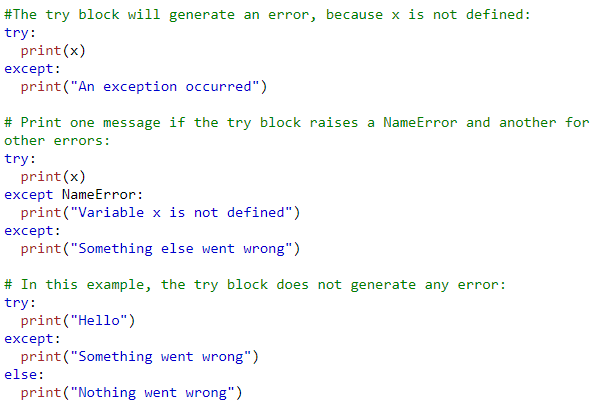 #The try block will generate an error, because x is not defined:
try:
  print(x)
except:
  print("An exception occurred")

# Print one message if the try block raises a NameError and another for
other errors:
try:
  print(x)
except NameError:
  print("Variable x is not defined")
except:
  print("Something else went wrong")

# In this example, the try block does not generate any error:
try:
  print("Hello")
except:
  print("Something went wrong")
else:
  print("Nothing went wrong")